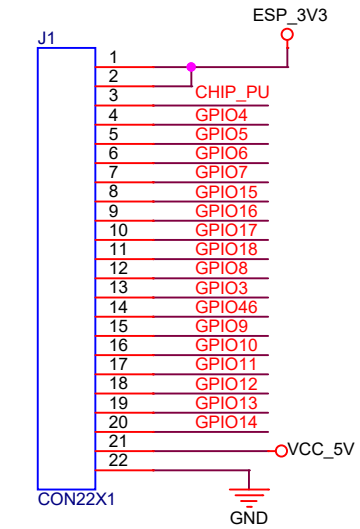 ESP_3V3
J1
1
2
3 CHIP_PU
4 GPIO4
5 GPIO5
6 GPIO6
7 GPIO7
8 GPIO15
9 GPIO16
10 GPIO17
11 GPIO18
12 GPIO8
13 GPIO3
14 GPIO46
15 GPIO9
16 GPIO10
17 GPIO11
18 GPIO12
19 GPIO13
20 GPIO14
21 VCC_5V
22
CON22X1
GND